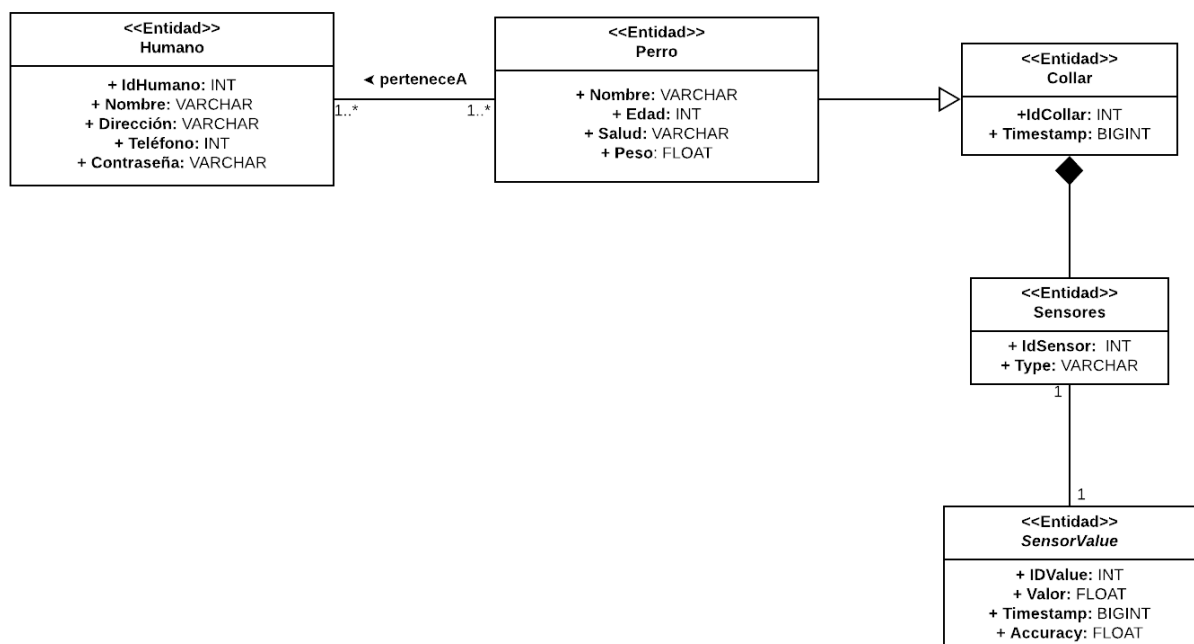 <<Entidad>>
Humano
+ IdHumano: INT
+ Nombre: VARCHAR
+ Dirección: VARCHAR
+ Teléfono: INT
+ Contraseña: VARCHAR
perteneceA
1..*
1..*
<<Entidad>>
Perro
+ Nombre: VARCHAR
+ Edad: INT
+ Salud: VARCHAR
+ Peso: FLOAT
<<Entidad>>
Collar
+IdCollar: INT
+ Timestamp: BIGINT
<<Entidad>>
Sensores
+ IdSensor: INT
+ Type: VARCHAR
1
1
<<Entidad>>
SensorValue
+ IDValue: INT
+ Valor: FLOAT
+ Timestamp: BIGINT
+ Accuracy: FLOAT